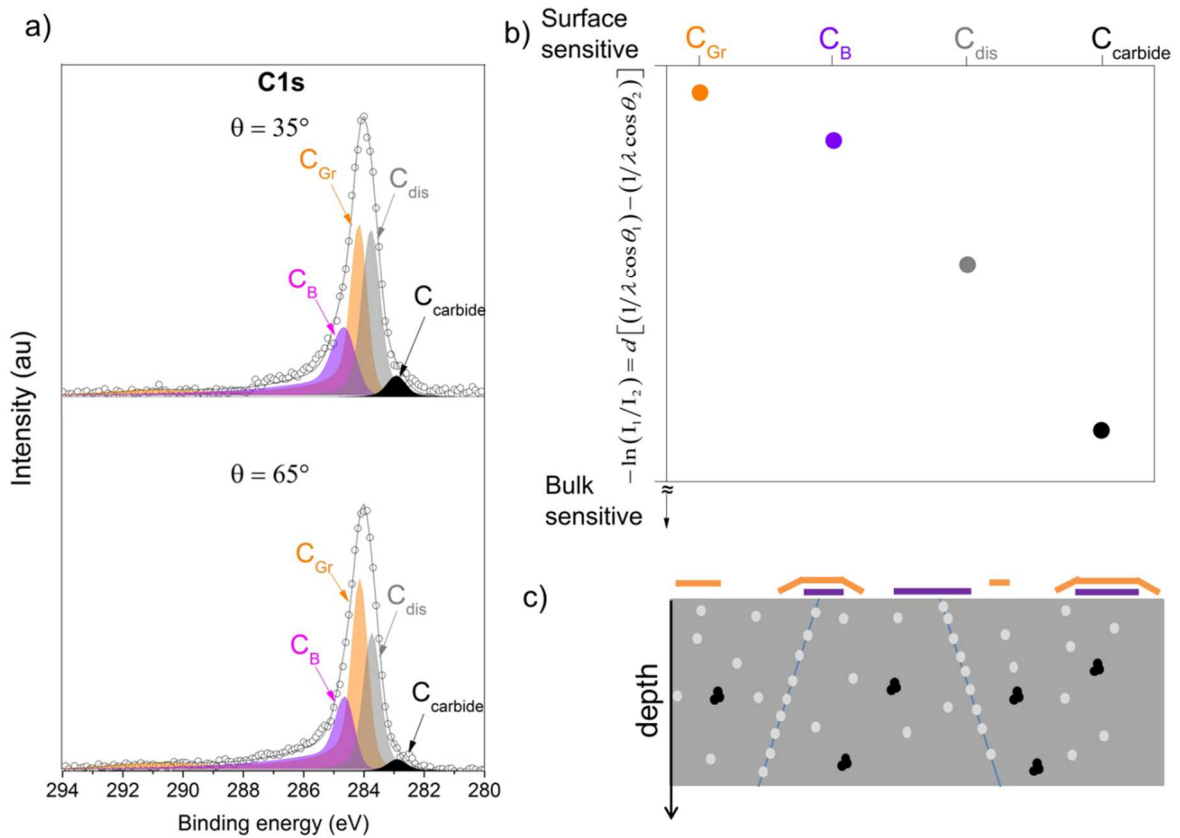 a)
C1s
θ = 35°
C_Gr
C_dis
C_B
C_carbide
θ = 65°
C_Gr
C_dis
C_B
C_carbide
Intensity (au)
294 292 290 288 286 284 282 280
Binding energy (eV)
b)
Surface sensitive
C_Gr C_B C_dis C_carbide
−ln(I₁/I₂) = d[(1/λ cos θ₁)−(1/λ cos θ₂)]
≈
Bulk sensitive
c)
depth